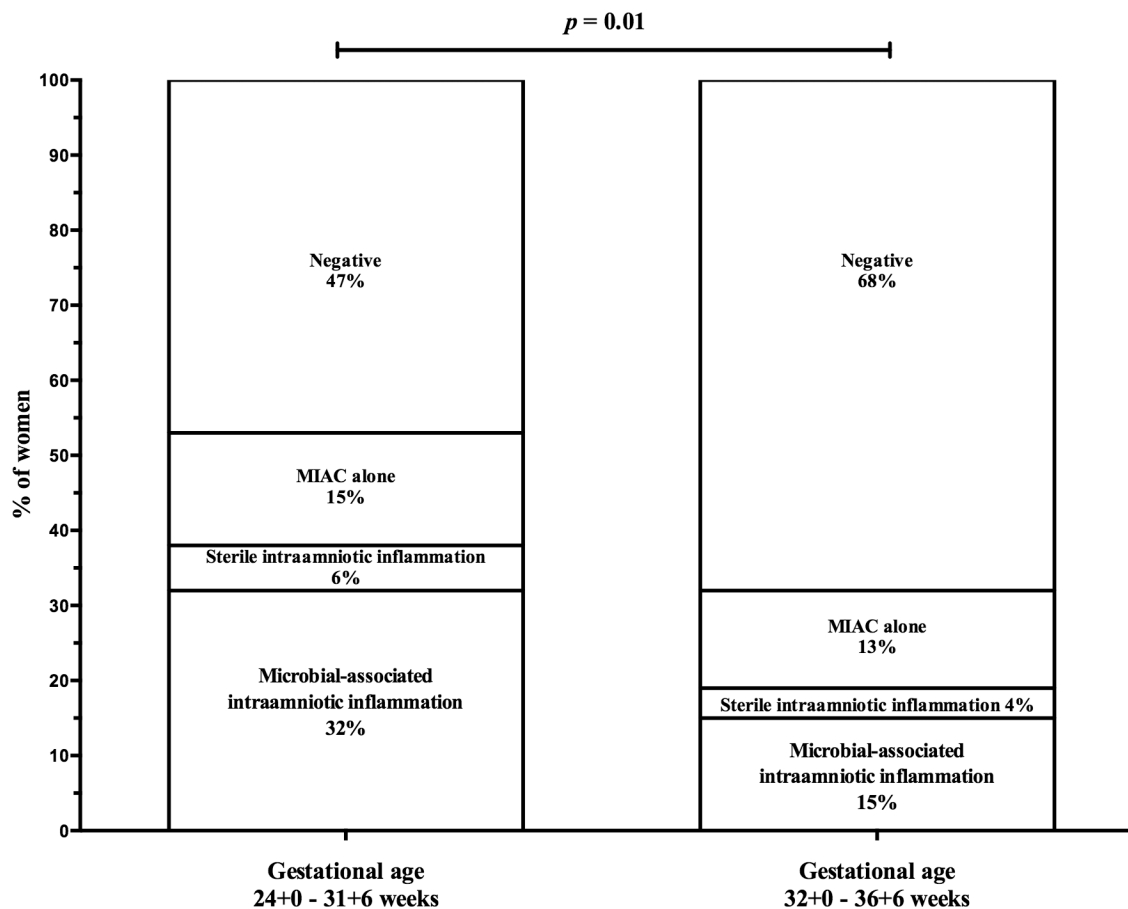 p = 0.01
100
90
80
70
60
50
40
30
20
10
0
% of women
Negative
47%
MIAC alone
15%
Sterile intraamniotic inflammation
6%
Microbial-associated
intraamniotic inflammation
32%
Negative
68%
MIAC alone
13%
Sterile intraamniotic inflammation 4%
Microbial-associated
intraamniotic inflammation
15%
Gestational age
24+0 - 31+6 weeks
Gestational age
32+0 - 36+6 weeks